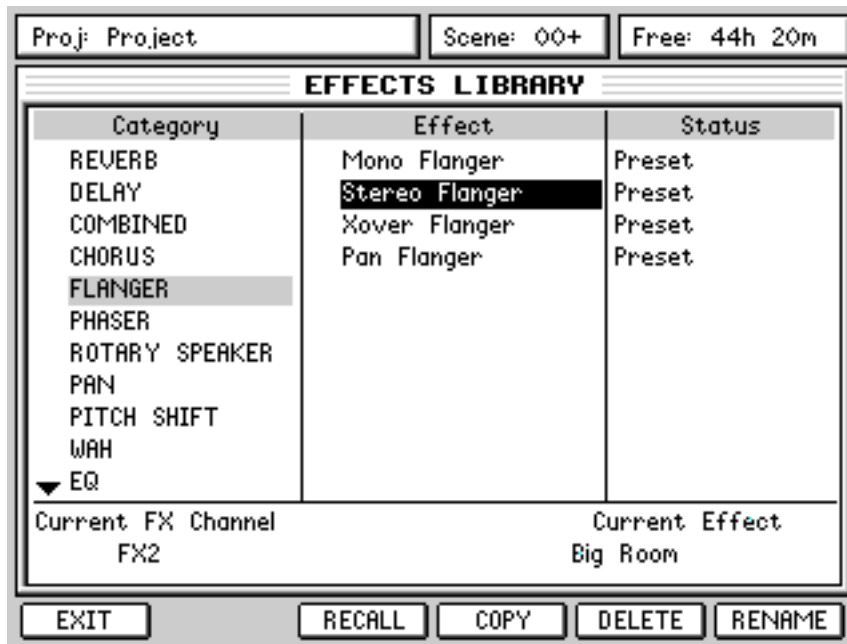 Proj: Project Scene: 00+ Free: 44h 20m
EFFECTS LIBRARY
Category Effect Status
REVERB Mono Flanger Preset
DELAY Stereo Flanger Preset
COMBINED Xover Flanger Preset
CHORUS Pan Flanger Preset
FLANGER
PHASER
ROTARY SPEAKER
PAN
PITCH SHIFT
WAH
EQ
Current FX Channel Current Effect
FX2 Big Room
EXIT RECALL COPY DELETE RENAME